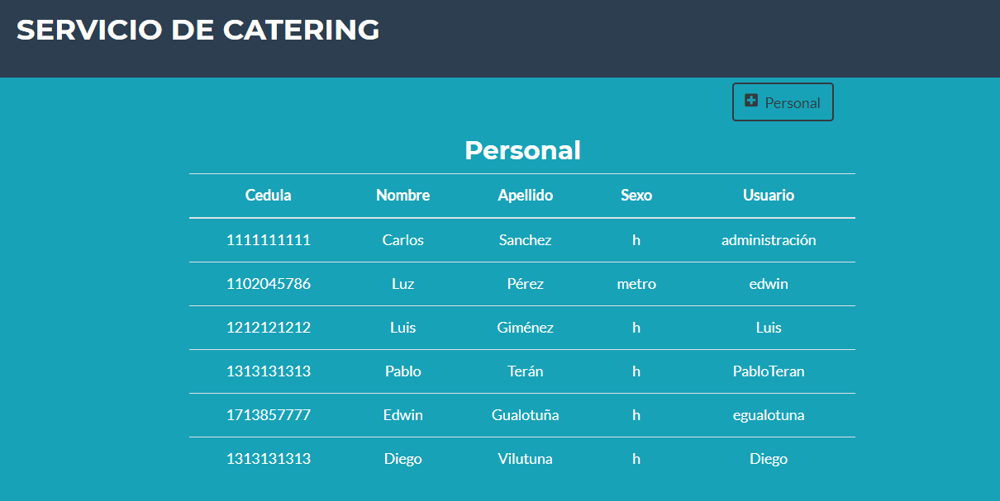 SERVICIO DE CATERING
Personal
Personal
Cedula Nombre Apellido Sexo Usuario
1111111111 Carlos Sanchez h administración
1102045786 Luz Pérez metro edwin
1212121212 Luis Giménez h Luis
1313131313 Pablo Terán h PabloTeran
1713857777 Edwin Gualotuña h egualotuna
1313131313 Diego Vilutuna h Diego